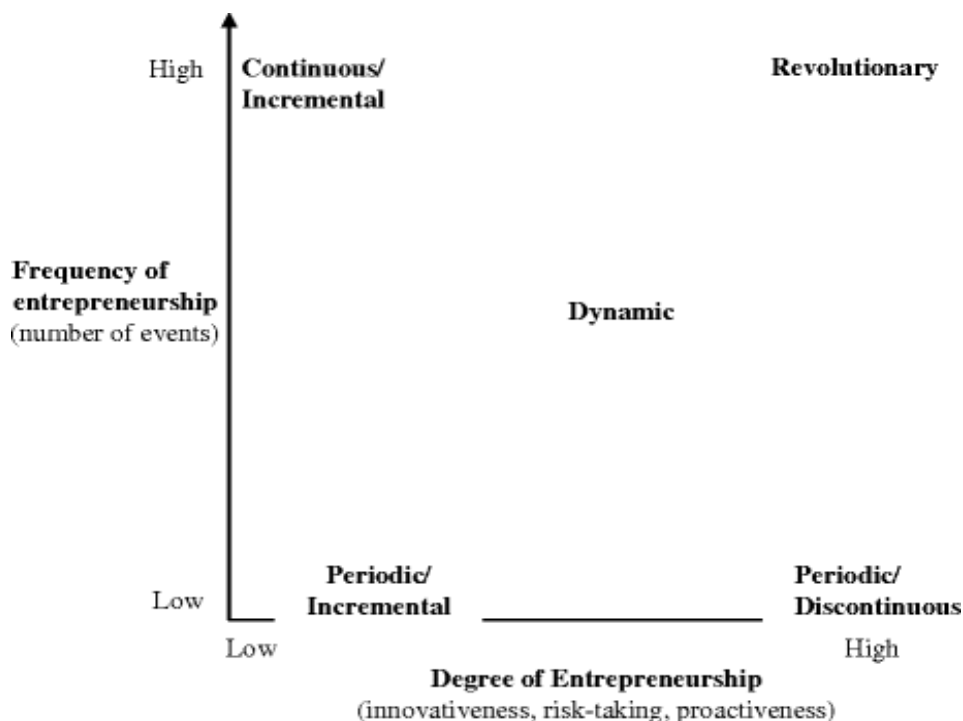 High
Continuous/
Incremental
Revolutionary
Frequency of
entrepreneurship
(number of events)
Dynamic
Low
Periodic/
Incremental
Periodic/
Discontinuous
Low
High
Degree of Entrepreneurship
(innovativeness, risk-taking, proactiveness)